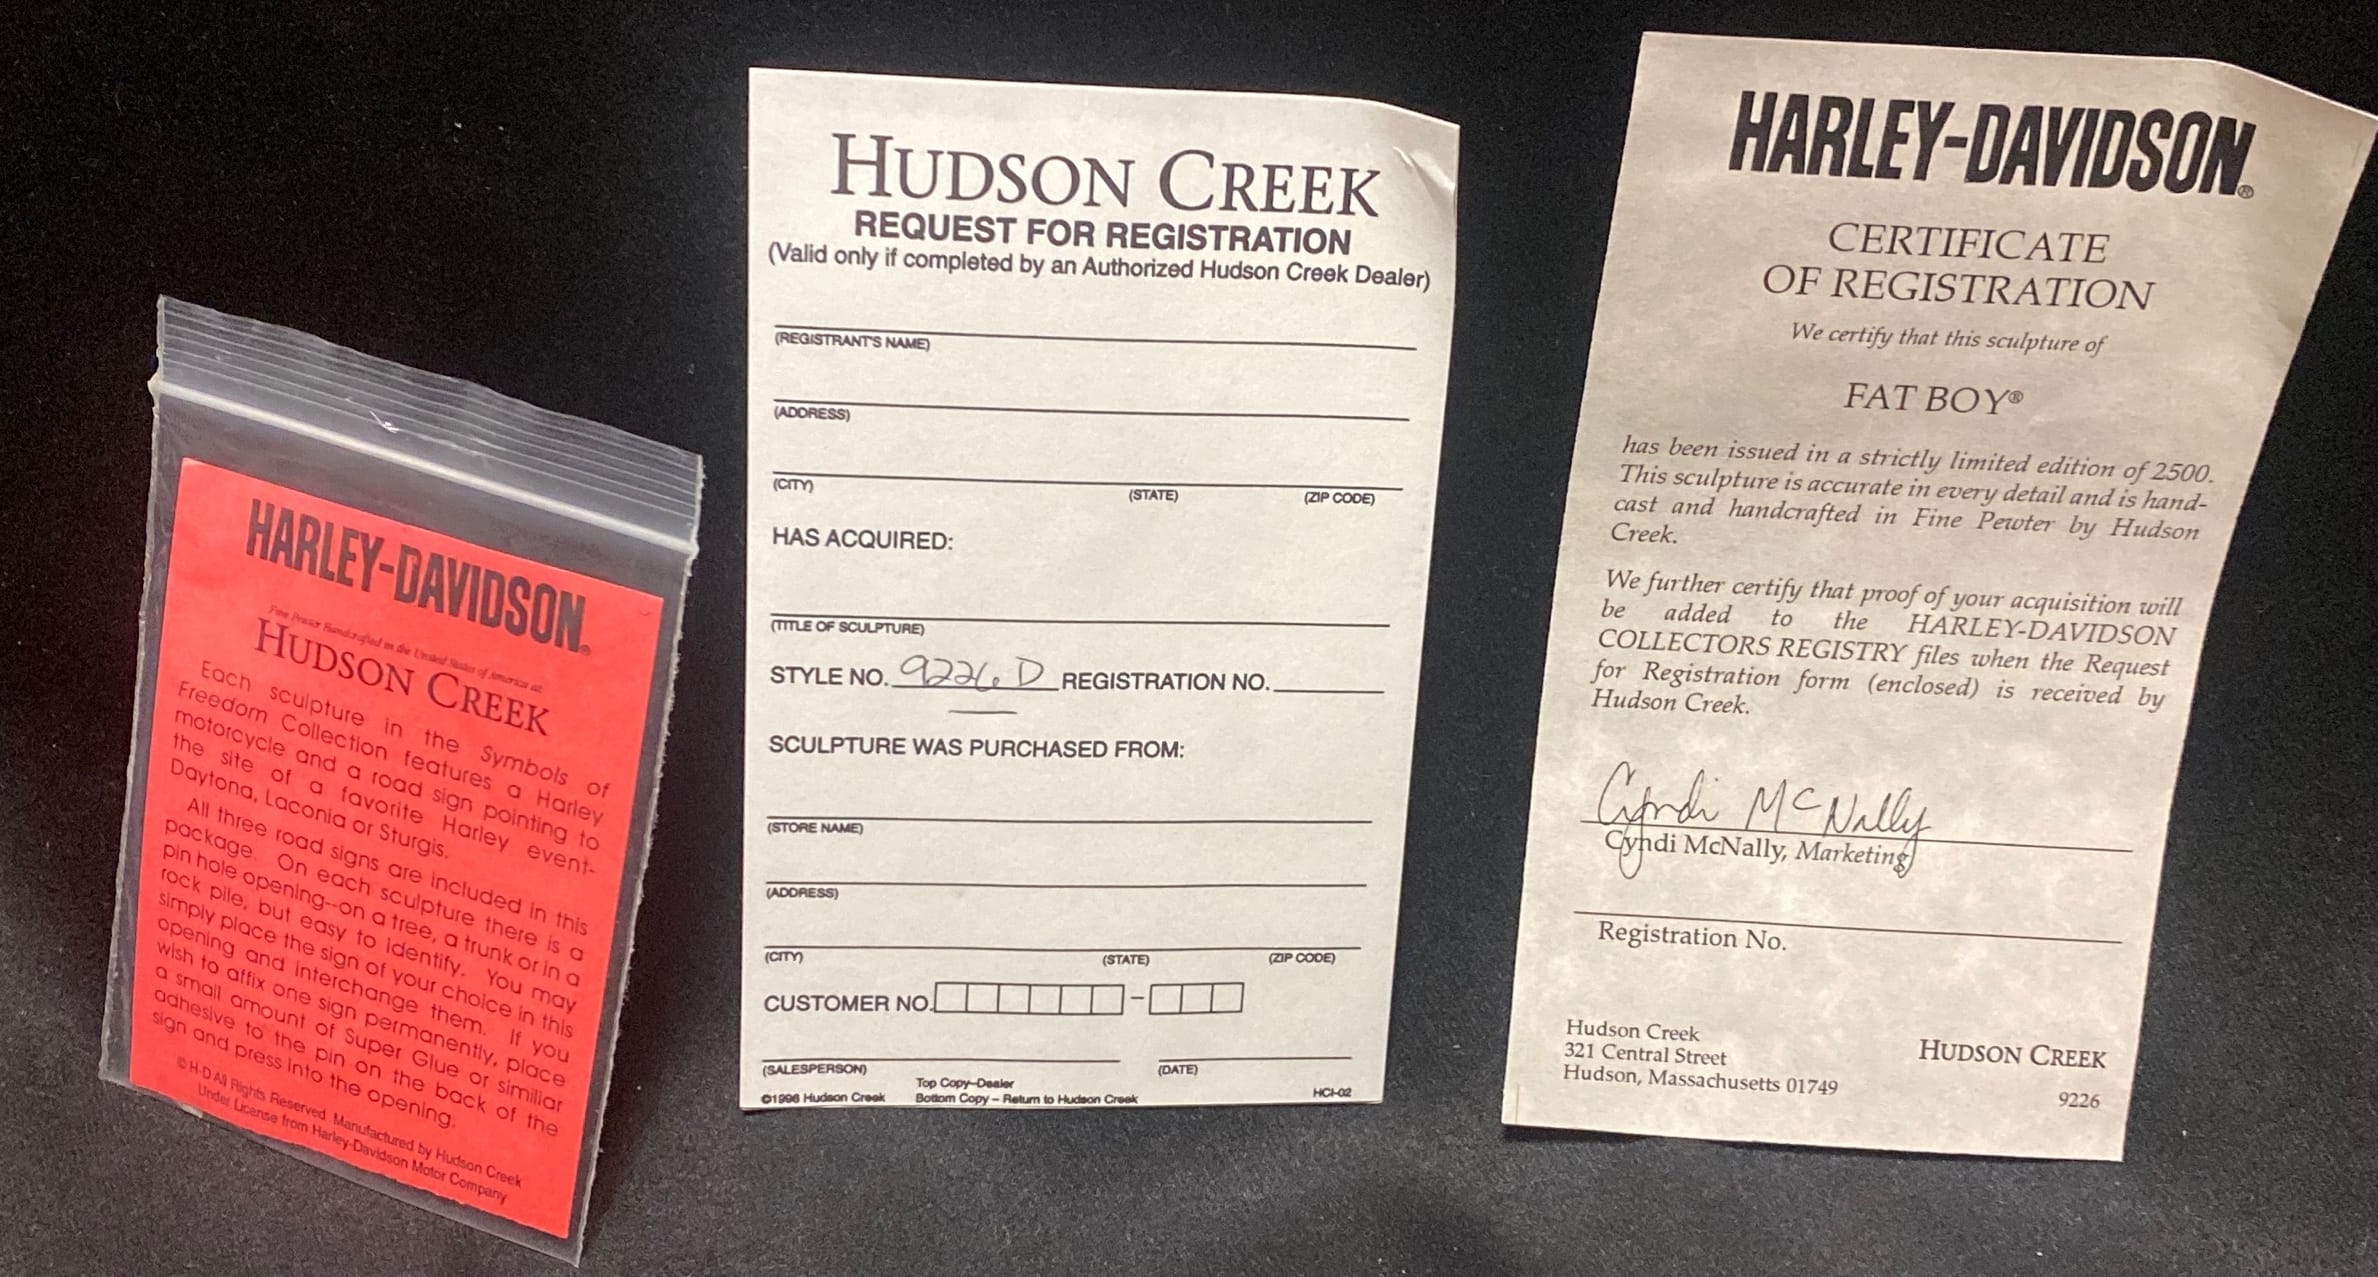 HARLEY-DAVIDSON®
Fine Pewter Handcrafted in the United States of America at
HUDSON CREEK
Each sculpture in the Symbols of
Freedom Collection features a Harley
motorcycle and a road sign pointing to
the site of a favorite Harley event-
Daytona, Laconia or Sturgis.
All three road signs are included in this
package. On each sculpture there is a
pin hole opening--on a tree, a trunk or in a
rock pile, but easy to identify. You may
simply place the sign of your choice in this
opening and interchange them. If you
wish to affix one sign permanently, place
a small amount of Super Glue or similiar
adhesive to the pin on the back of the
sign and press into the opening.
© H-D All Rights Reserved. Manufactured by Hudson Creek
Under License from Harley-Davidson Motor Company
HUDSON CREEK
REQUEST FOR REGISTRATION
(Valid only if completed by an Authorized Hudson Creek Dealer)
(REGISTRANT'S NAME)
(ADDRESS)
(CITY) (STATE) (ZIP CODE)
HAS ACQUIRED:
(TITLE OF SCULPTURE)
STYLE NO. 9226 D REGISTRATION NO.
SCULPTURE WAS PURCHASED FROM:
(STORE NAME)
(ADDRESS)
(CITY) (STATE) (ZIP CODE)
CUSTOMER NO. -
(SALESPERSON) (DATE)
Top Copy–Dealer
©1996 Hudson Creek Bottom Copy – Return to Hudson Creek HCI-02
HARLEY-DAVIDSON®
CERTIFICATE
OF REGISTRATION
We certify that this sculpture of
FAT BOY®
has been issued in a strictly limited edition of 2500.
This sculpture is accurate in every detail and is hand-
cast and handcrafted in Fine Pewter by Hudson
Creek.
We further certify that proof of your acquisition will
be added to the HARLEY-DAVIDSON
COLLECTORS REGISTRY files when the Request
for Registration form (enclosed) is received by
Hudson Creek.
Cyndi McNally
Cyndi McNally, Marketing
Registration No.
Hudson Creek
321 Central Street
Hudson, Massachusetts 01749
HUDSON CREEK
9226